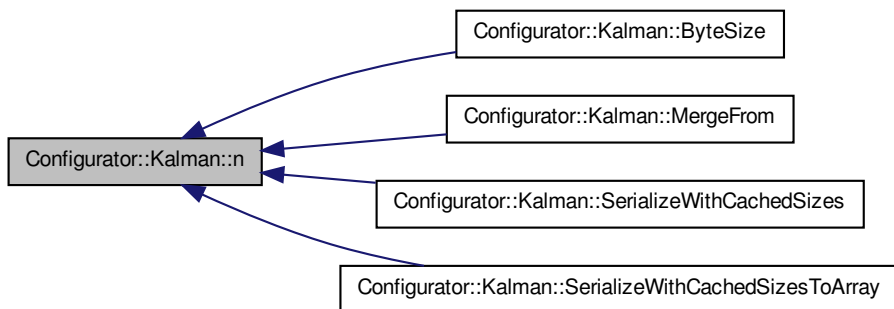 Configurator::Kalman::ByteSize
Configurator::Kalman::MergeFrom
Configurator::Kalman::n
Configurator::Kalman::SerializeWithCachedSizes
Configurator::Kalman::SerializeWithCachedSizesToArray